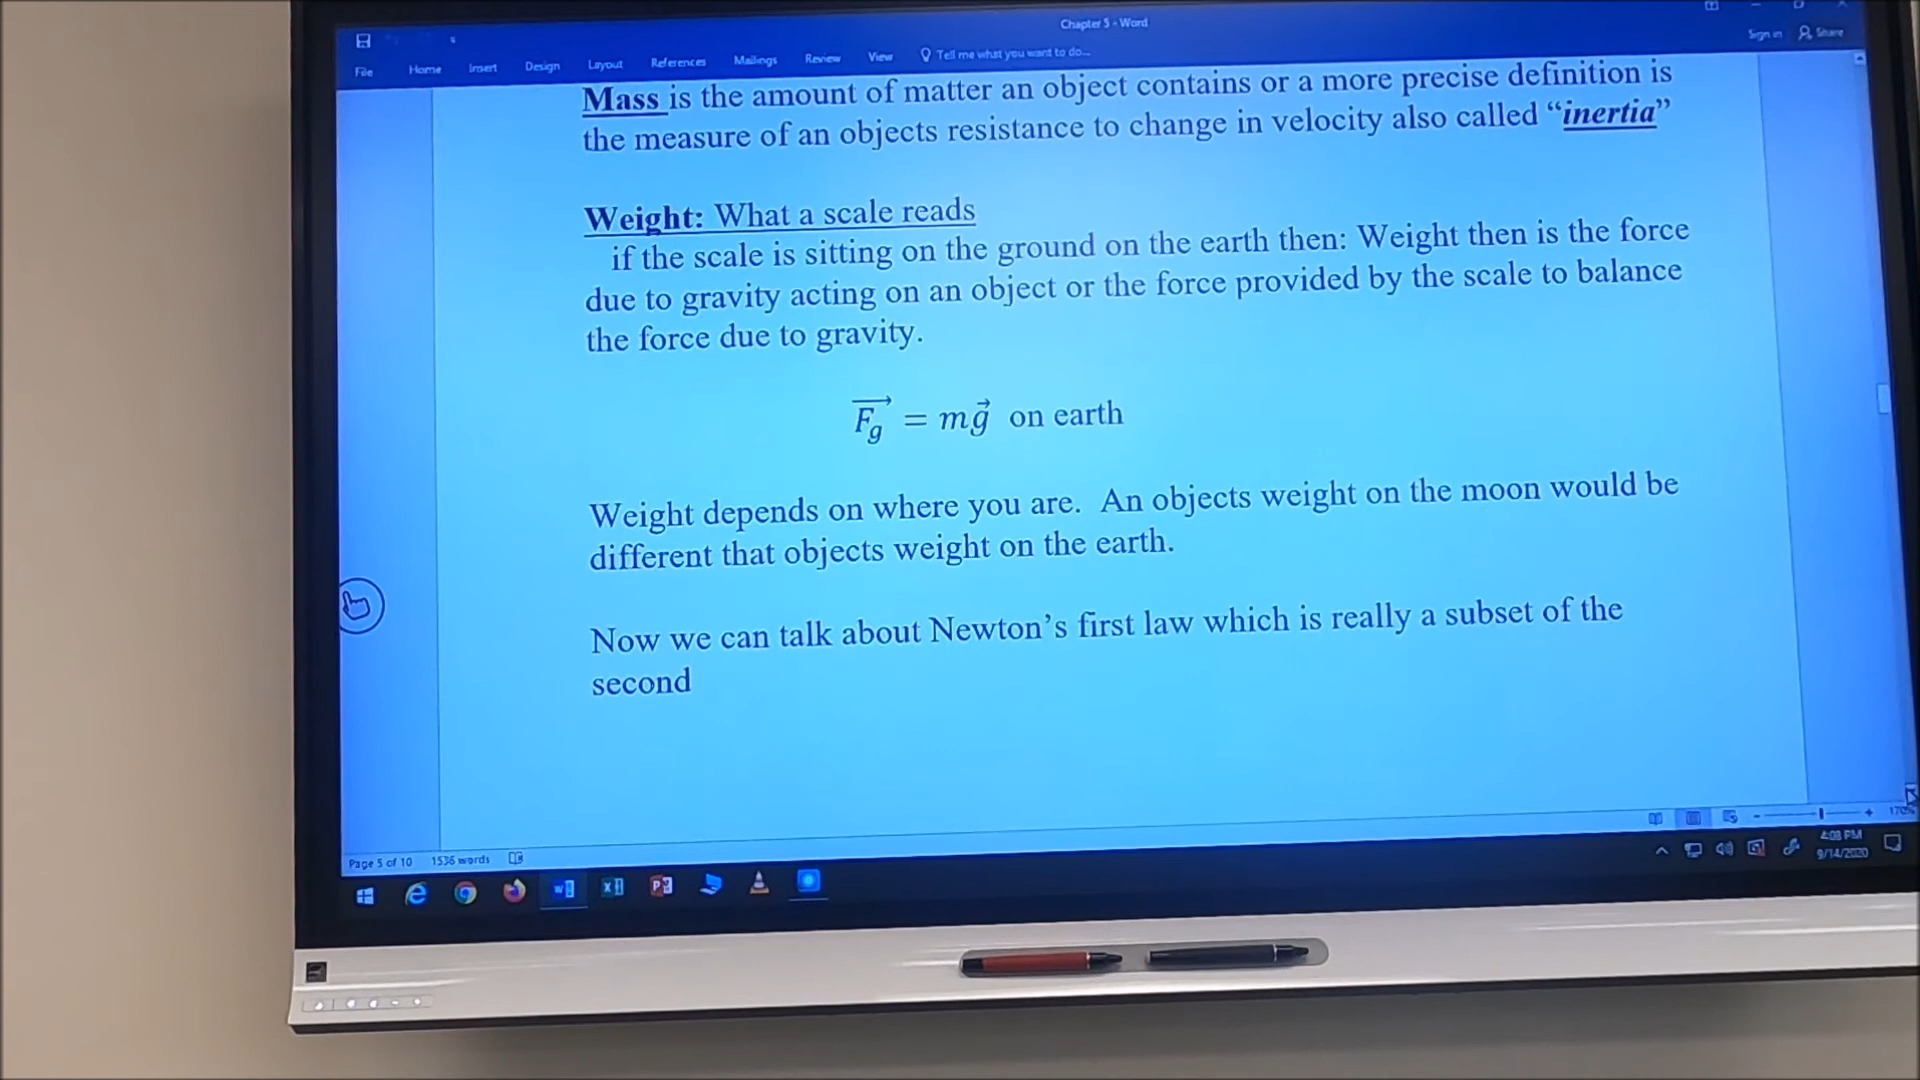 Chapter 5 - Word
Sign in Share
File Home Insert Design Layout References Mailings Review View Tell me what you want to do...
Mass is the amount of matter an object contains or a more precise definition is
the measure of an objects resistance to change in velocity also called “inertia”
Weight: What a scale reads
if the scale is sitting on the ground on the earth then: Weight then is the force
due to gravity acting on an object or the force provided by the scale to balance
the force due to gravity.
F⃗g = mg⃗ on earth
Weight depends on where you are. An objects weight on the moon would be
different that objects weight on the earth.
Now we can talk about Newton’s first law which is really a subset of the
second
170%
Page 5 of 10 1536 words
4:03 PM
9/14/2020